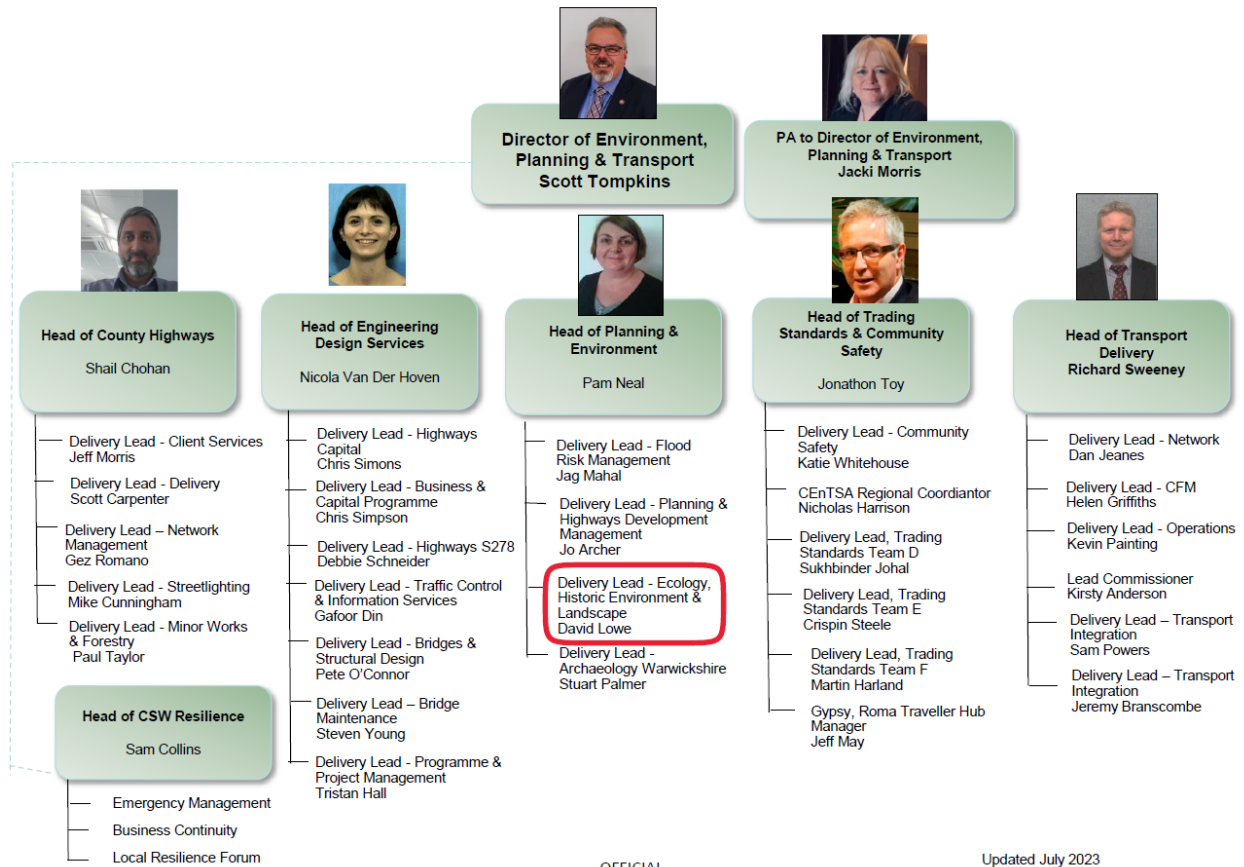 Director of Environment,
Planning & Transport
Scott Tompkins
PA to Director of Environment,
Planning & Transport
Jacki Morris
Head of County Highways
Shail Chohan
Delivery Lead - Client Services
Jeff Morris
Delivery Lead - Delivery
Scott Carpenter
Delivery Lead – Network
Management
Gez Romano
Delivery Lead - Streetlighting
Mike Cunningham
Delivery Lead - Minor Works
& Forestry
Paul Taylor
Head of CSW Resilience
Sam Collins
Emergency Management
Business Continuity
Local Resilience Forum
Head of Engineering
Design Services
Nicola Van Der Hoven
Delivery Lead - Highways
Capital
Chris Simons
Delivery Lead - Business &
Capital Programme
Chris Simpson
Delivery Lead - Highways S278
Debbie Schneider
Delivery Lead - Traffic Control
& Information Services
Gafoor Din
Delivery Lead - Bridges &
Structural Design
Pete O'Connor
Delivery Lead – Bridge
Maintenance
Steven Young
Delivery Lead - Programme &
Project Management
Tristan Hall
Head of Planning &
Environment
Pam Neal
Delivery Lead - Flood
Risk Management
Jag Mahal
Delivery Lead - Planning &
Highways Development
Management
Jo Archer
Delivery Lead - Ecology,
Historic Environment &
Landscape
David Lowe
Delivery Lead -
Archaeology Warwickshire
Stuart Palmer
Head of Trading
Standards & Community
Safety
Jonathon Toy
Delivery Lead - Community
Safety
Katie Whitehouse
CEnTSA Regional Coordiantor
Nicholas Harrison
Delivery Lead, Trading
Standards Team D
Sukhbinder Johal
Delivery Lead, Trading
Standards Team E
Crispin Steele
Delivery Lead, Trading
Standards Team F
Martin Harland
Gypsy, Roma Traveller Hub
Manager
Jeff May
Head of Transport
Delivery
Richard Sweeney
Delivery Lead - Network
Dan Jeanes
Delivery Lead - CFM
Helen Griffiths
Delivery Lead - Operations
Kevin Painting
Lead Commissioner
Kirsty Anderson
Delivery Lead – Transport
Integration
Sam Powers
Delivery Lead – Transport
Integration
Jeremy Branscombe
OFFICIAL
Updated July 2023